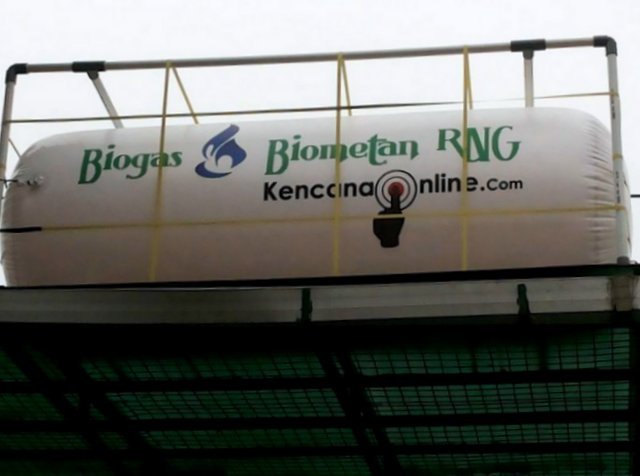 Biogas Biometan RNG
KencanaOnline.com